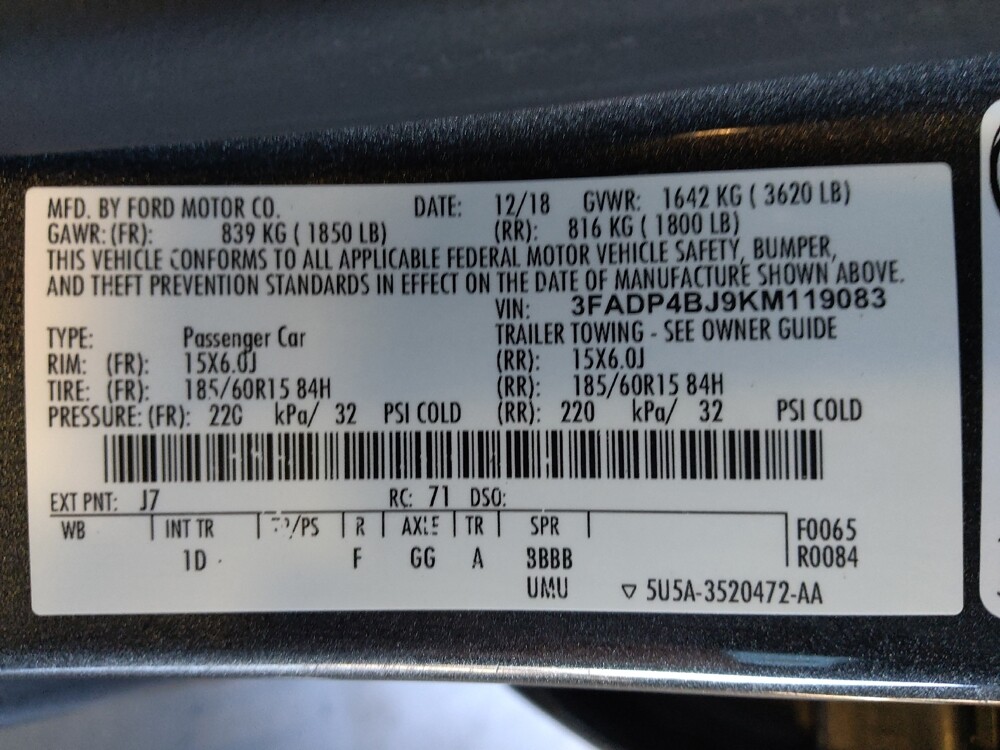 MFD. BY FORD MOTOR CO. DATE: 12/18 GVWR: 1642 KG ( 3620 LB)
GAWR: (FR): 839 KG ( 1850 LB) (RR): 816 KG ( 1800 LB)
THIS VEHICLE CONFORMS TO ALL APPLICABLE FEDERAL MOTOR VEHICLE SAFETY, BUMPER,
AND THEFT PREVENTION STANDARDS IN EFFECT ON THE DATE OF MANUFACTURE SHOWN ABOVE.
VIN: 3FADP4BJ9KM119083
TYPE: Passenger Car TRAILER TOWING - SEE OWNER GUIDE
RIM: (FR): 15X6.0J (RR): 15X6.0J
TIRE: (FR): 185/60R15 84H (RR): 185/60R15 84H
PRESSURE: (FR): 220 kPa/ 32 PSI COLD (RR): 220 kPa/ 32 PSI COLD
EXT PNT: J7 RC: 71 DSO:
WB INT TR TP/PS R AXLE TR SPR F0065
1D F GG A BBBB R0084
UMU ▽ 5U5A-3520472-AA